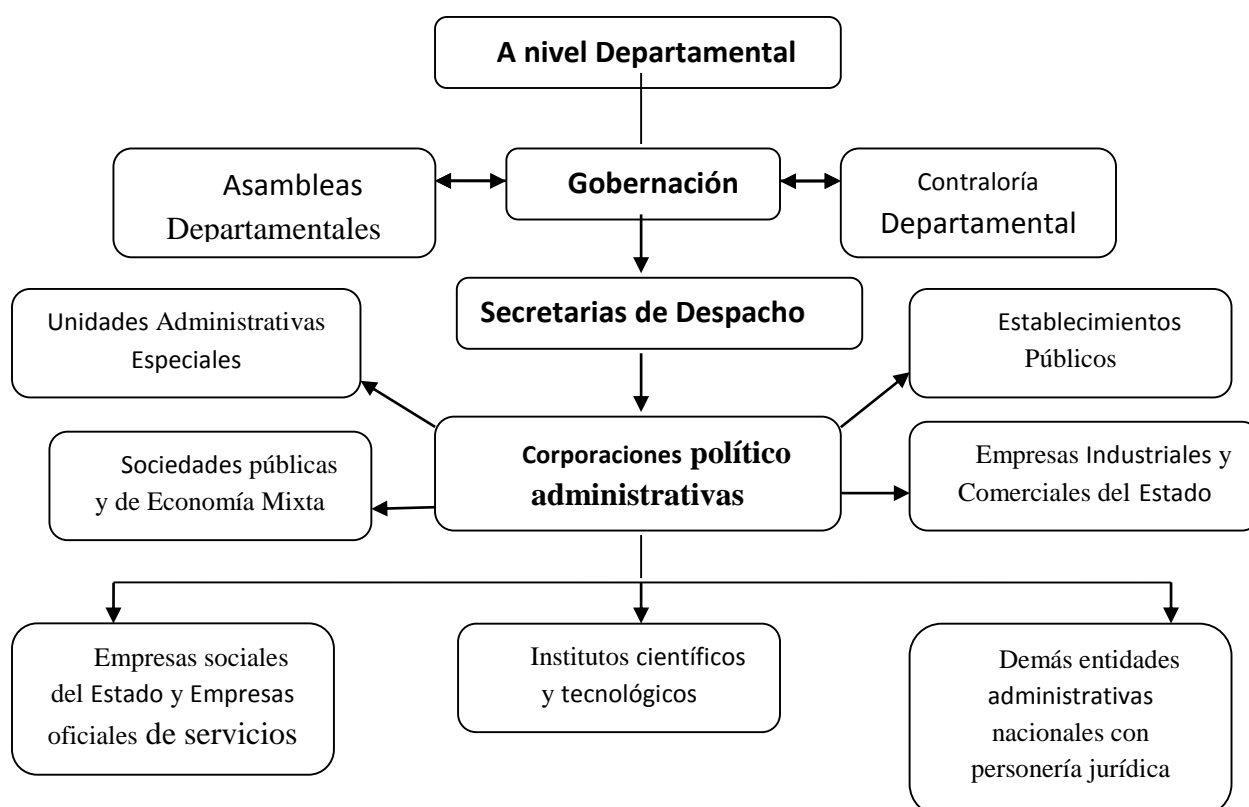 A nivel Departamental
Asambleas
Departamentales
Gobernación
Contraloría
Departamental
Secretarias de Despacho
Unidades Administrativas
Especiales
Establecimientos
Públicos
Corporaciones político
administrativas
Sociedades públicas
y de Economía Mixta
Empresas Industriales y
Comerciales del Estado
Empresas sociales
del Estado y Empresas
oficiales de servicios
Institutos científicos
y tecnológicos
Demás entidades
administrativas
nacionales con
personería jurídica